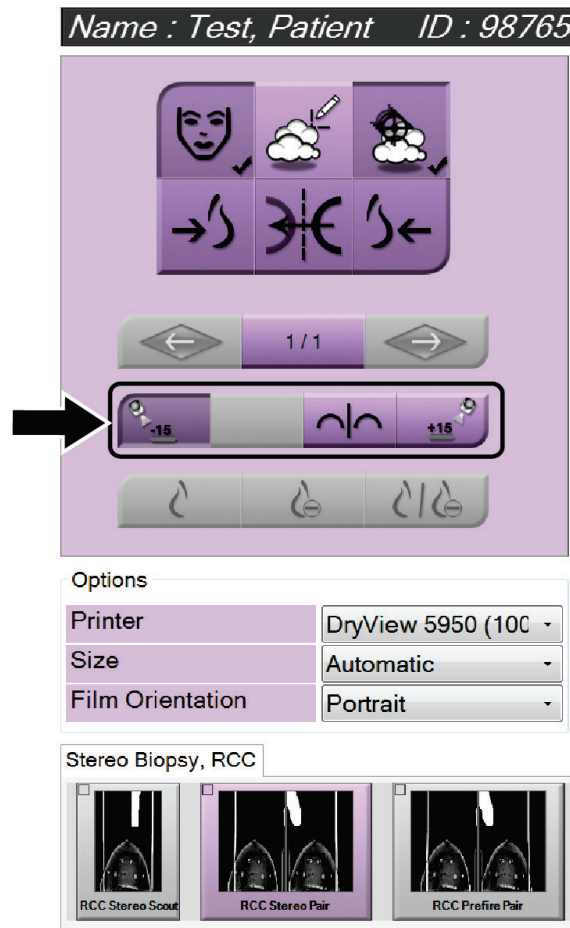 Name : Test, Patient ID : 98765
1 / 1
-15 +15
Options
Printer DryView 5950 (100
Size Automatic
Film Orientation Portrait
Stereo Biopsy, RCC
RCC Stereo Scout RCC Stereo Pair RCC Prefire Pair